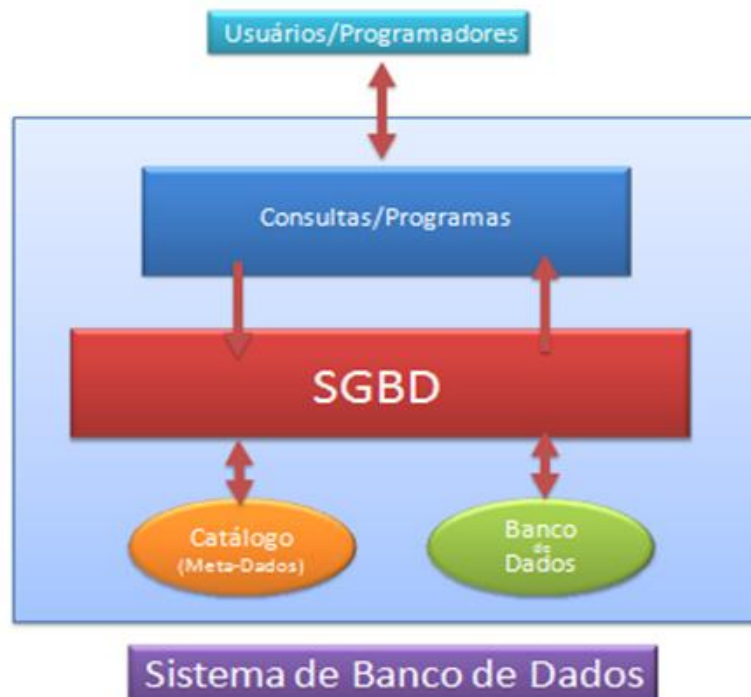 Usuários/Programadores
Consultas/Programas
SGBD
Catálogo
(Meta-Dados)
Banco
de
Dados
Sistema de Banco de Dados